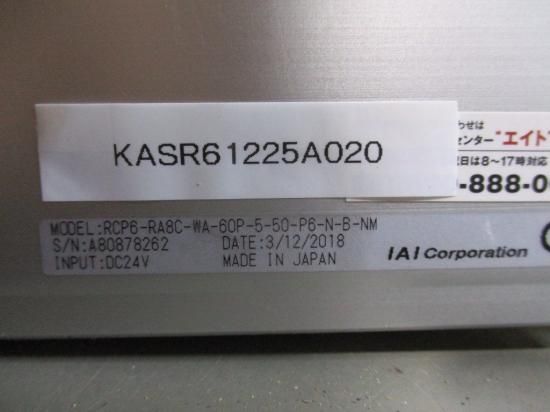 KASR61225A020
わせは
センター"エイト
日は8～17時対応
-888-0
MODEL:RCP6-RA8C-WA-60P-5-50-P6-N-B-NM
S/N:A80878262 DATE:3/12/2018
INPUT:DC24V MADE IN JAPAN
IAI Corporation